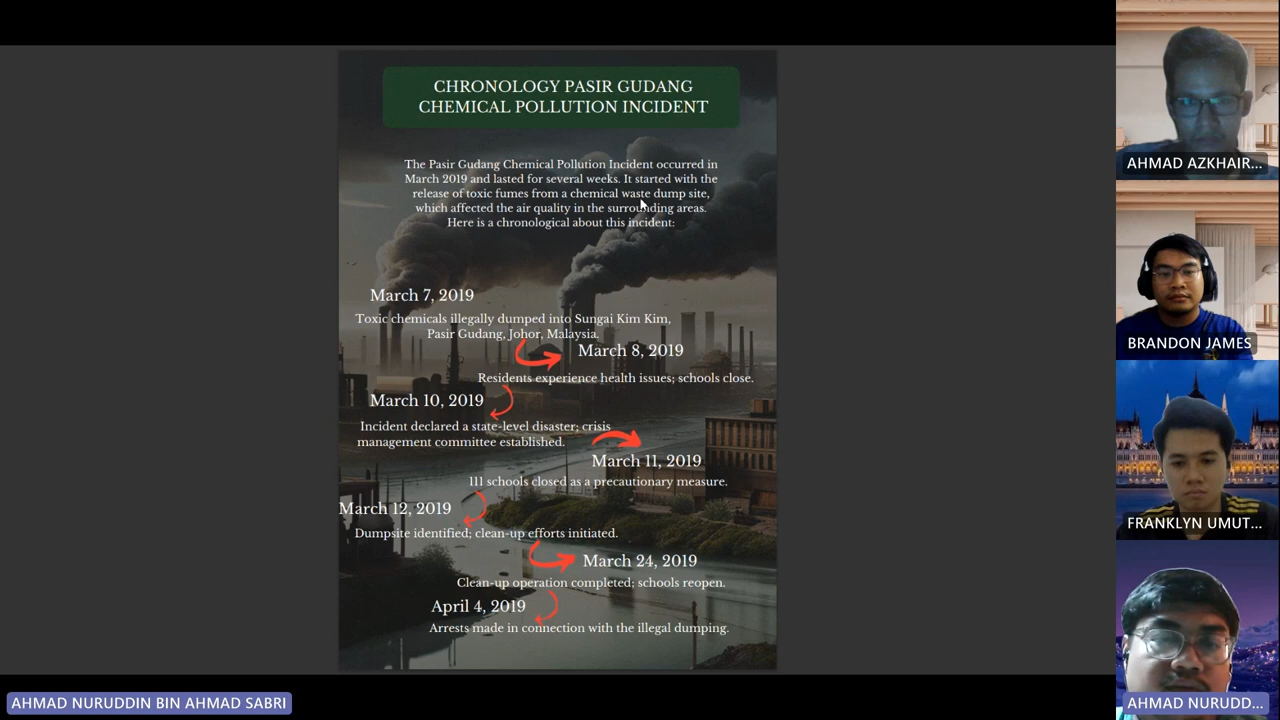 CHRONOLOGY PASIR GUDANG
CHEMICAL POLLUTION INCIDENT
The Pasir Gudang Chemical Pollution Incident occurred in
March 2019 and lasted for several weeks. It started with the
release of toxic fumes from a chemical waste dump site,
which affected the air quality in the surrounding areas.
Here is a chronological about this incident:
March 7, 2019
Toxic chemicals illegally dumped into Sungai Kim Kim,
Pasir Gudang, Johor, Malaysia.
March 8, 2019
Residents experience health issues; schools close.
March 10, 2019
Incident declared a state-level disaster; crisis
management committee established.
March 11, 2019
111 schools closed as a precautionary measure.
March 12, 2019
Dumpsite identified; clean-up efforts initiated.
March 24, 2019
Clean-up operation completed; schools reopen.
April 4, 2019
Arrests made in connection with the illegal dumping.
AHMAD AZKHAIR...
BRANDON JAMES
FRANKLYN UMUT...
AHMAD NURUDD...
AHMAD NURUDDIN BIN AHMAD SABRI